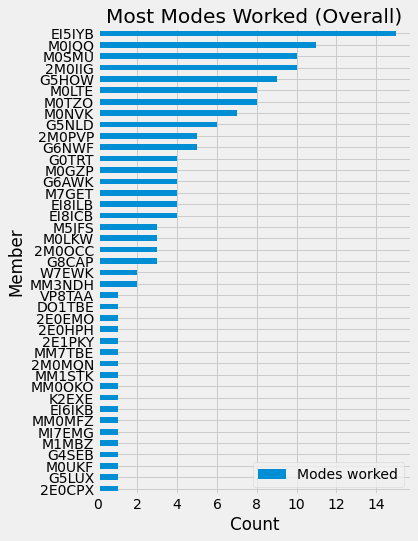 Most Modes Worked (Overall)
EI5IYB
M0JQQ
M0SMU
2M0IIG
G5HOW
M0LTE
M0TZO
M0NVK
G5NLD
2M0PVP
G6NWF
G0TRT
M0GZP
G6AWK
M7GET
EI8ILB
EI8ICB
M5JFS
M0LKW
2M0OCC
G8CAP
W7EWK
MM3NDH
VP8TAA
DO1TBE
2E0EMO
2E0HPH
2E1PKY
MM7TBE
2M0MQN
MM1STK
MM0OKO
K2EXE
EI6IKB
MM0MFZ
MI7EMG
M1MBZ
G4SEB
M0UKF
G5LUX
2E0CPX
Member
Modes worked
0 2 4 6 8 10 12 14
Count